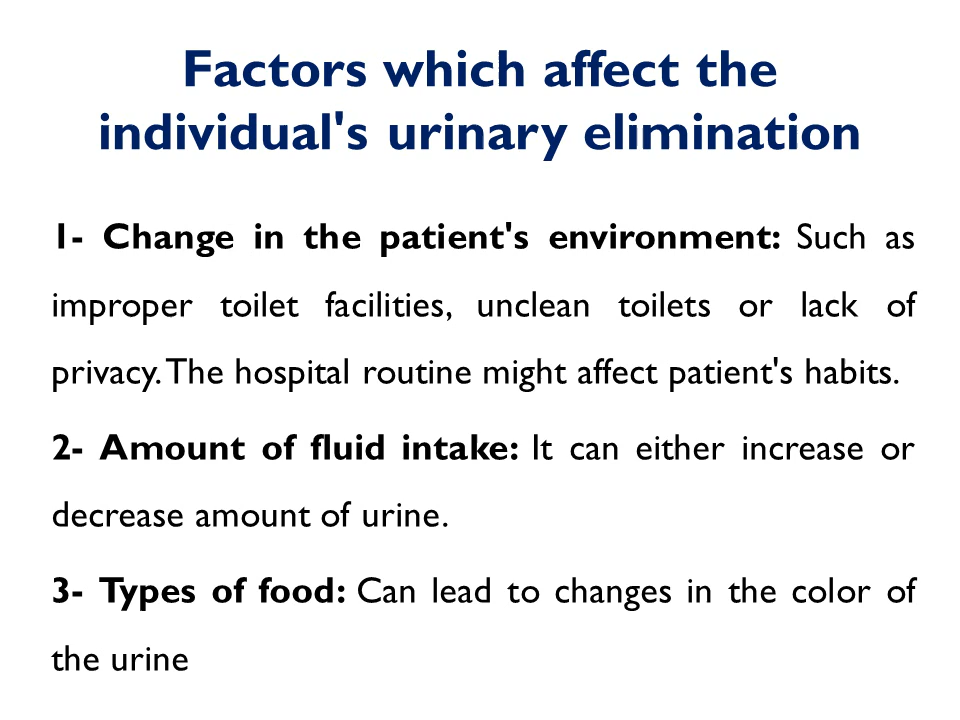 Factors which affect the
individual's urinary elimination
1- Change in the patient's environment: Such as
improper toilet facilities, unclean toilets or lack of
privacy. The hospital routine might affect patient's habits.
2- Amount of fluid intake: It can either increase or
decrease amount of urine.
3- Types of food: Can lead to changes in the color of
the urine